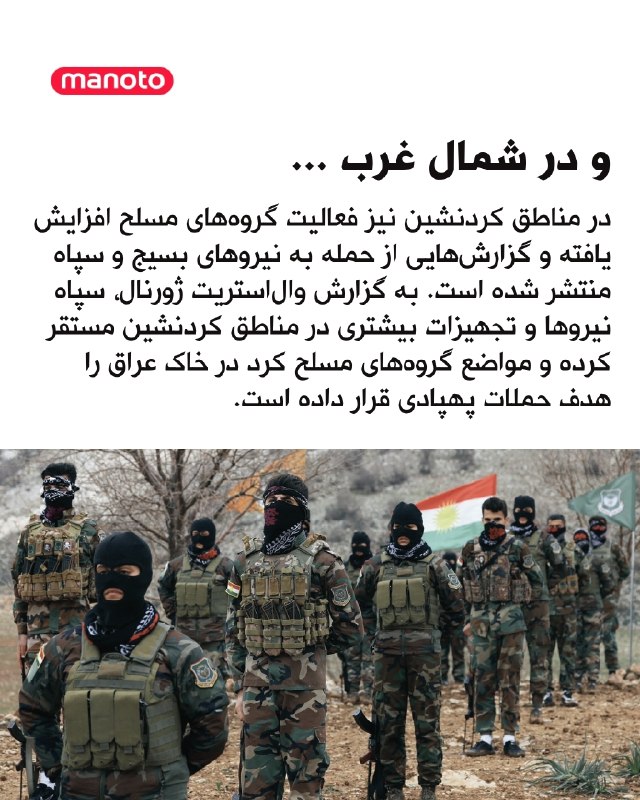 manoto
و در شمال غرب ...
در مناطق کردنشین نیز فعالیت گروه‌های مسلح افزایش
یافته و گزارش‌هایی از حمله به نیروهای بسیج و سپاه
منتشر شده است. به گزارش وال‌استریت ژورنال، سپاه
نیروها و تجهیزات بیشتری در مناطق کردنشین مستقر
کرده و مواضع گروه‌های مسلح کرد در خاک عراق را
هدف حملات پهپادی قرار داده است.